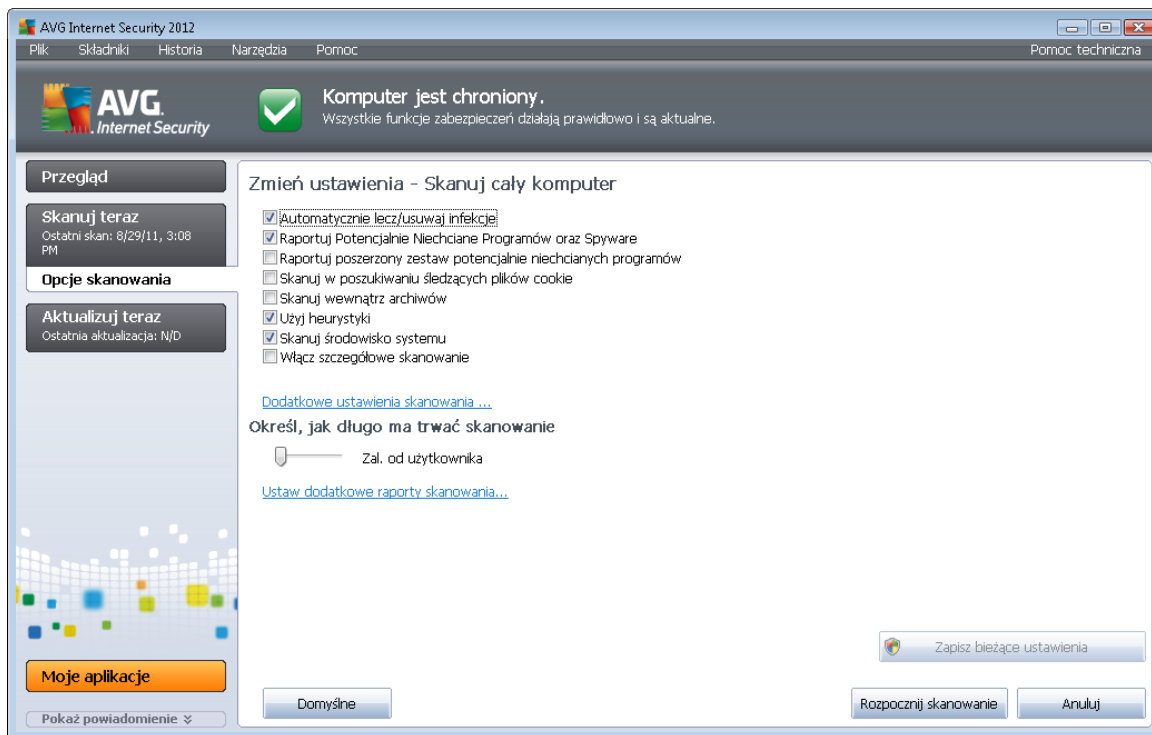 AVG Internet Security 2012
Plik Składniki Historia Narzędzia Pomoc Pomoc techniczna
AVG.
Internet Security
Komputer jest chroniony.
Wszystkie funkcje zabezpieczeń działają prawidłowo i są aktualne.
Przegląd
Skanuj teraz
Ostatni skan: 8/29/11, 3:08
PM
Opcje skanowania
Aktualizuj teraz
Ostatnia aktualizacja: N/D
Moje aplikacje
Pokaż powiadomienie
Zmień ustawienia - Skanuj cały komputer
Automatycznie lecz/usuwaj infekcje
Raportuj Potencjalnie Niechciane Programów oraz Spyware
Raportuj poszerzony zestaw potencjalnie niechcianych programów
Skanuj w poszukiwaniu śledzących plików cookie
Skanuj wewnątrz archiwów
Użyj heurystyki
Skanuj środowisko systemu
Włącz szczegółowe skanowanie
Dodatkowe ustawienia skanowania ...
Określ, jak długo ma trwać skanowanie
Zal. od użytkownika
Ustaw dodatkowe raporty skanowania...
Zapisz bieżące ustawienia
Domyślne Rozpocznij skanowanie Anuluj